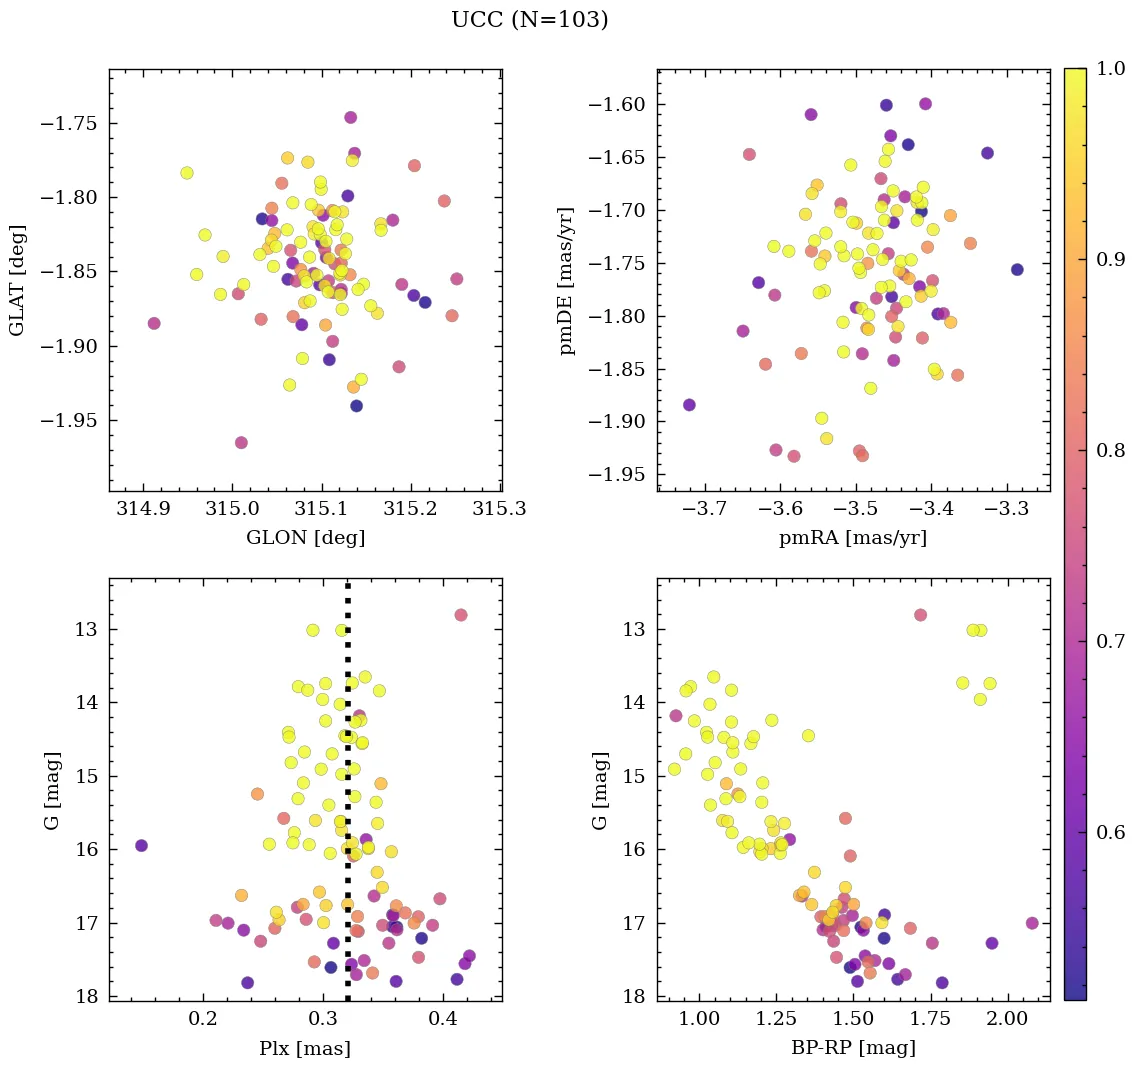 UCC (N=103)
−1.75
−1.80
−1.85
−1.90
−1.95
GLAT [deg]
314.9 315.0 315.1 315.2 315.3
GLON [deg]
−1.60
−1.65
−1.70
−1.75
−1.80
−1.85
−1.90
−1.95
pmDE [mas/yr]
−3.7 −3.6 −3.5 −3.4 −3.3
pmRA [mas/yr]
1.0
0.9
0.8
0.7
0.6
13
14
15
16
17
18
G [mag]
0.2 0.3 0.4
Plx [mas]
13
14
15
16
17
18
G [mag]
1.00 1.25 1.50 1.75 2.00
BP-RP [mag]